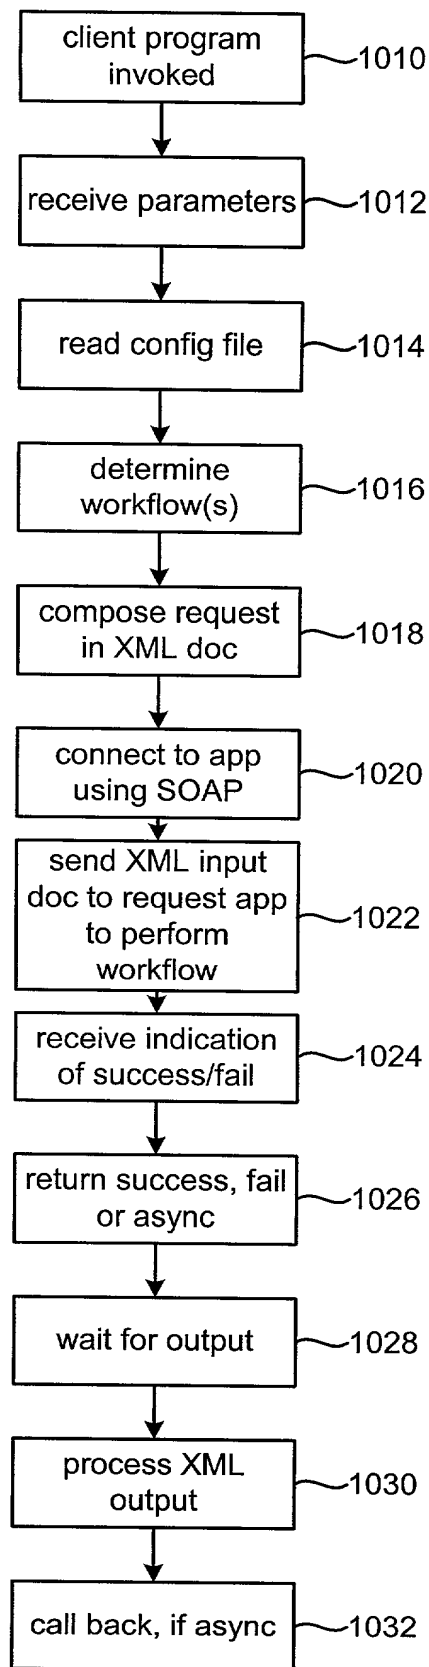 client program
invoked
1010
receive parameters
1012
read config file
1014
determine
workflow(s)
1016
compose request
in XML doc
1018
connect to app
using SOAP
1020
send XML input
doc to request app
to perform
workflow
1022
receive indication
of success/fail
1024
return success, fail
or async
1026
wait for output
1028
process XML
output
1030
call back, if async
1032